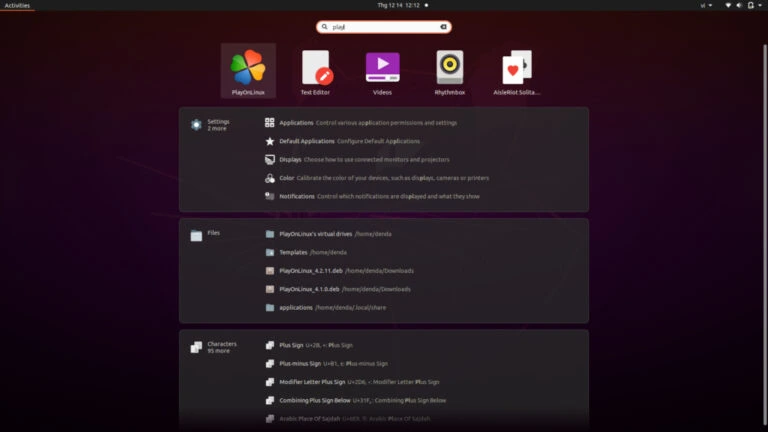 Activities
Thg 12 14 12:12
vi
play
PlayOnLinux
Text Editor
Videos
Rhythmbox
AisleRiot Solita...
Settings
2 more
Applications Control various application permissions and settings
Default Applications Configure Default Applications
Displays Choose how to use connected monitors and projectors
Color Calibrate the color of your devices, such as displays, cameras or printers
Notifications Control which notifications are displayed and what they show
Files
PlayOnLinux's virtual drives /home/denda
Templates /home/denda
PlayOnLinux_4.2.11.deb /home/denda/Downloads
PlayOnLinux_4.1.0.deb /home/denda/Downloads
applications /home/denda/.local/share
Characters
95 more
Plus Sign U+2B, +: Plus Sign
Plus-minus Sign U+B1, ±: Plus-minus Sign
Modifier Letter Plus Sign U+2D6, ˖: Modifier Letter Plus Sign
Combining Plus Sign Below U+31F, : Combining Plus Sign Below
Arabic Place Of Sajdah Arabic Place Of Sajdah